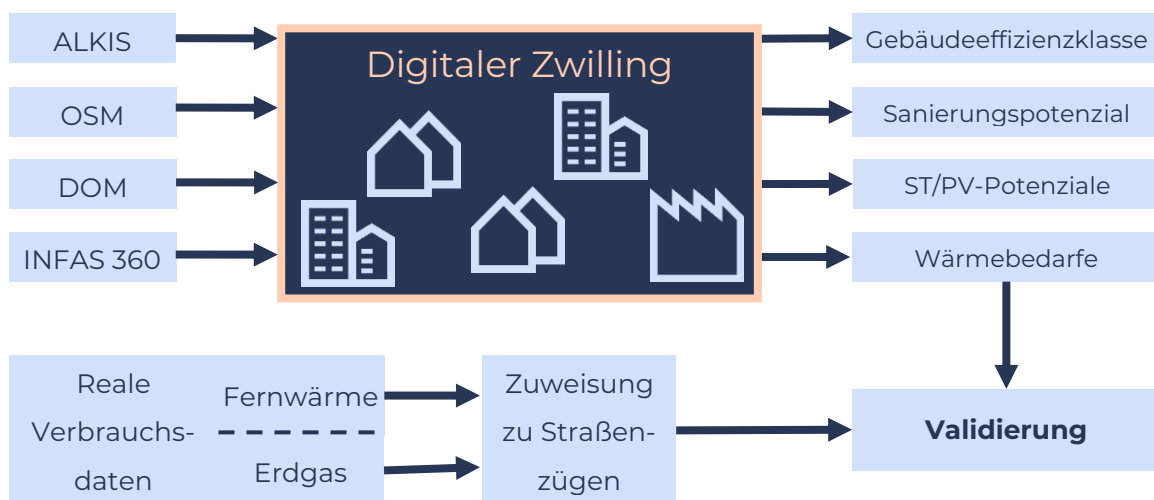 ALKIS
OSM
DOM
INFAS 360
Digitaler Zwilling
Gebäudeeffizienzklasse
Sanierungspotenzial
ST/PV-Potenziale
Wärmebedarfe
Reale
Verbrauchs-
daten
Fernwärme
Erdgas
Zuweisung
zu Straßen-
zügen
Validierung